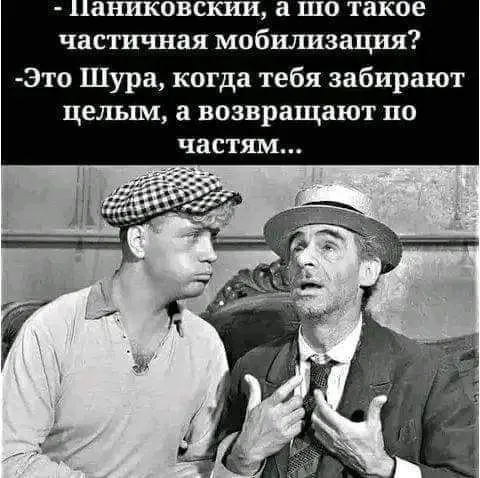 - Паниковский, а шо такое
частичная мобилизация?
-Это Шура, когда тебя забирают
целым, а возвращают по
частям...